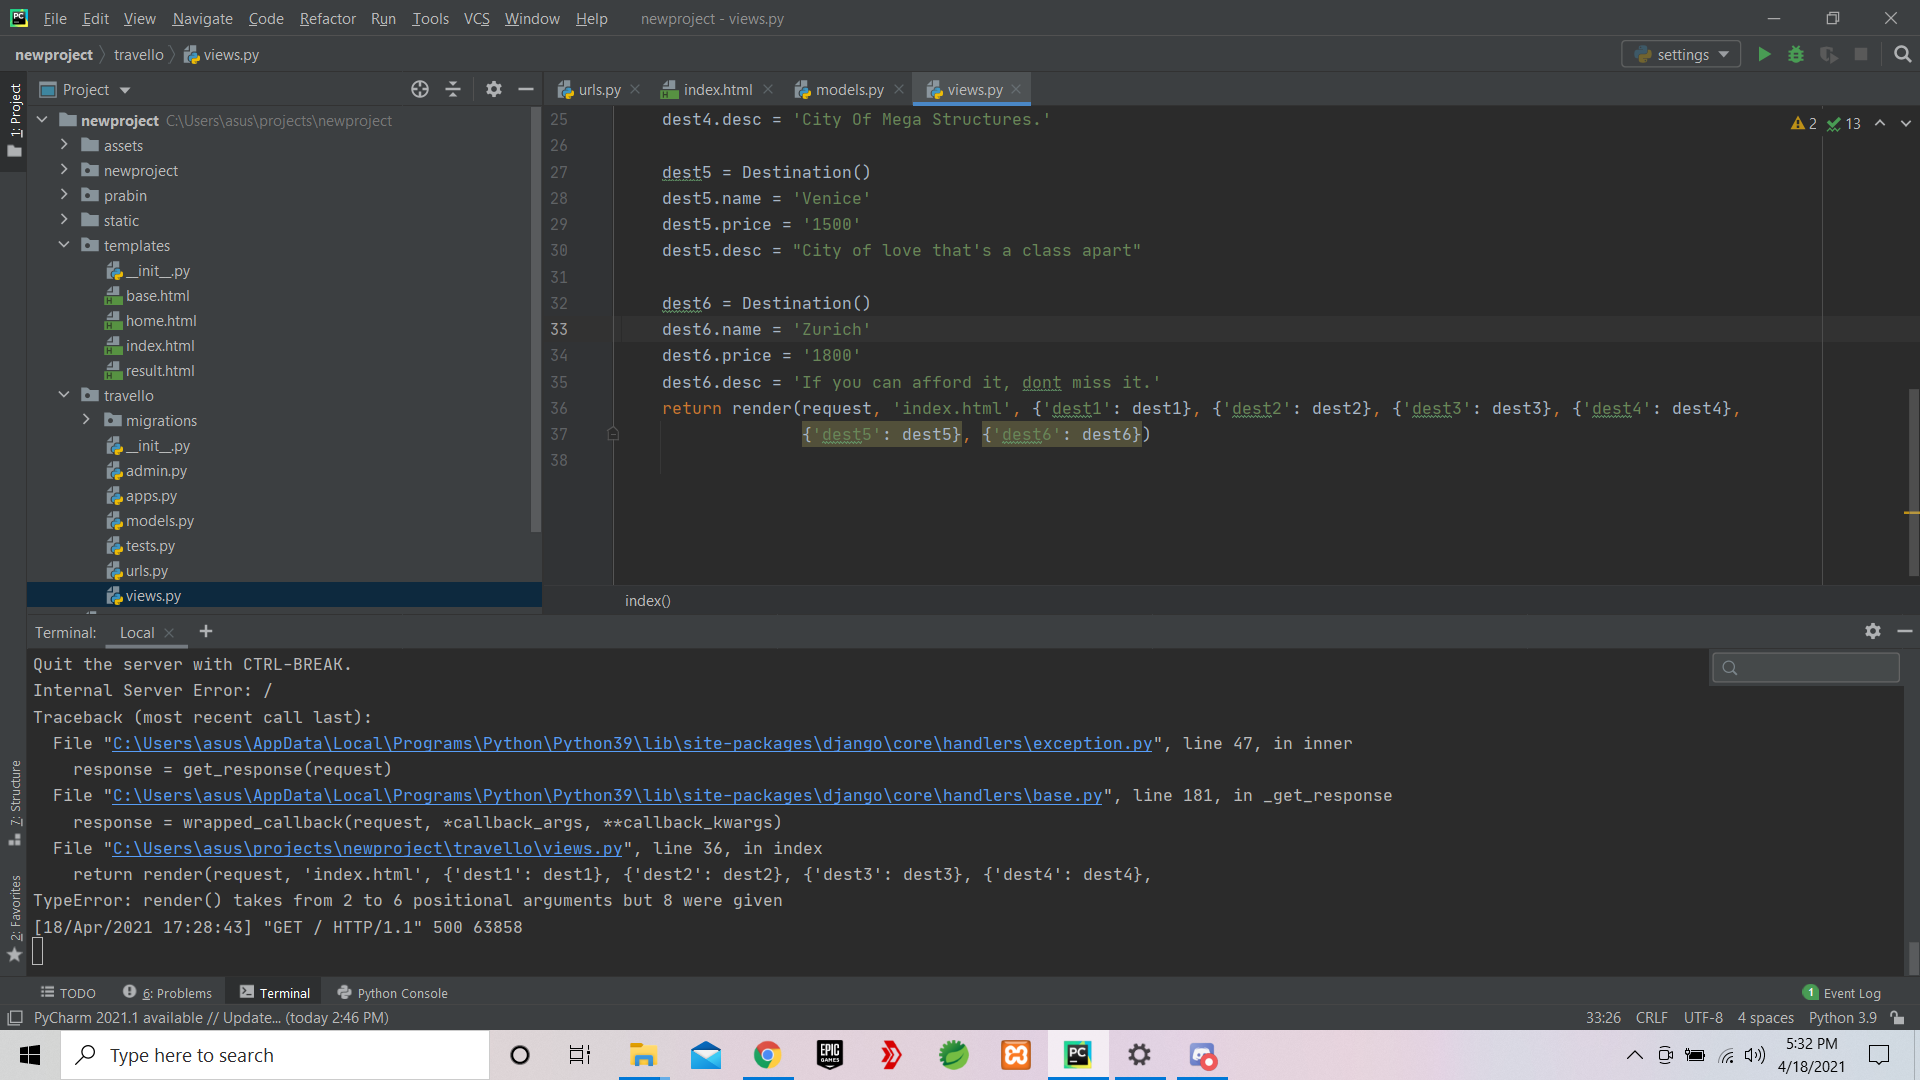 File Edit View Navigate Code Refactor Run Tools VCS Window Help newproject - views.py
newproject travello views.py settings
Project urls.py index.html models.py views.py
1: Project
newproject C:\Users\asus\projects\newproject
assets
newproject
prabin
static
templates
__init__.py
base.html
home.html
index.html
result.html
travello
migrations
__init__.py
admin.py
apps.py
models.py
tests.py
urls.py
views.py
2 13
25 dest4.desc = 'City Of Mega Structures.'
26
27 dest5 = Destination()
28 dest5.name = 'Venice'
29 dest5.price = '1500'
30 dest5.desc = "City of love that's a class apart"
31
32 dest6 = Destination()
33 dest6.name = 'Zurich'
34 dest6.price = '1800'
35 dest6.desc = 'If you can afford it, dont miss it.'
36 return render(request, 'index.html', {'dest1': dest1}, {'dest2': dest2}, {'dest3': dest3}, {'dest4': dest4},
37 {'dest5': dest5}, {'dest6': dest6})
38
index()
Terminal: Local
Quit the server with CTRL-BREAK.
Internal Server Error: /
Traceback (most recent call last):
File "C:\Users\asus\AppData\Local\Programs\Python\Python39\lib\site-packages\django\core\handlers\exception.py", line 47, in inner
response = get_response(request)
File "C:\Users\asus\AppData\Local\Programs\Python\Python39\lib\site-packages\django\core\handlers\base.py", line 181, in _get_response
response = wrapped_callback(request, *callback_args, **callback_kwargs)
File "C:\Users\asus\projects\newproject\travello\views.py", line 36, in index
return render(request, 'index.html', {'dest1': dest1}, {'dest2': dest2}, {'dest3': dest3}, {'dest4': dest4},
TypeError: render() takes from 2 to 6 positional arguments but 8 were given
[18/Apr/2021 17:28:43] "GET / HTTP/1.1" 500 63858
7: Structure
2: Favorites
TODO 6: Problems Terminal Python Console 1 Event Log
PyCharm 2021.1 available // Update... (today 2:46 PM) 33:26 CRLF UTF-8 4 spaces Python 3.9
Type here to search
EPIC GAMES
PC
5:32 PM
4/18/2021